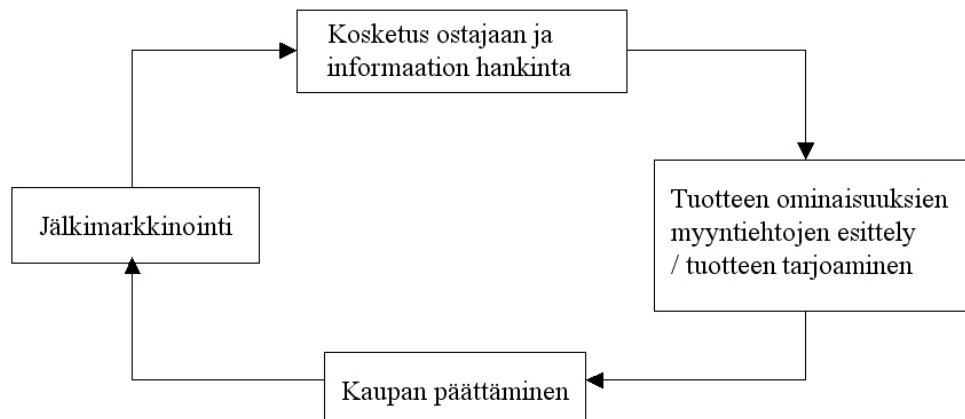 Kosketus ostajaan ja
informaation hankinta
Tuotteen ominaisuuksien
myyntiehtojen esittely
/ tuotteen tarjoaminen
Kaupan päättäminen
Jälkimarkkinointi